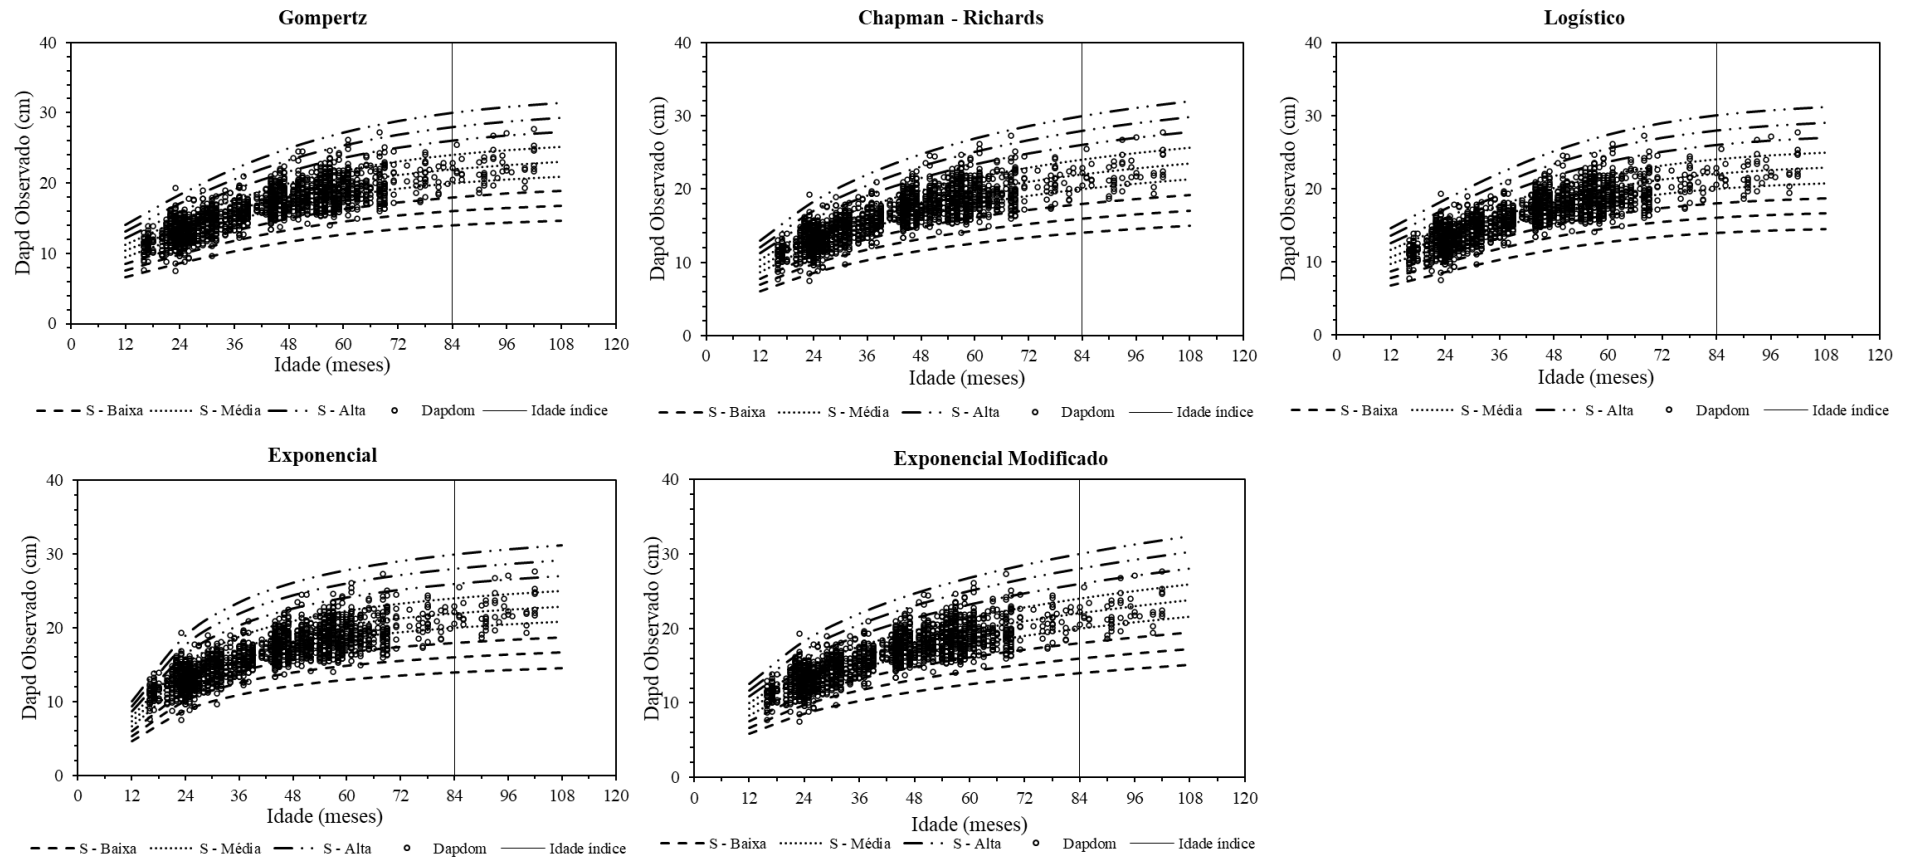 Gompertz
40
30
20
10
0
Dapd Observado (cm)
0 12 24 36 48 60 72 84 96 108 120
Idade (meses)
S - Baixa S - Média S - Alta Dapdom Idade índice
Chapman - Richards
40
30
20
10
0
Dapd Observado (cm)
0 12 24 36 48 60 72 84 96 108 120
Idade (meses)
S - Baixa S - Média S - Alta Dapdom Idade índice
Logístico
40
30
20
10
0
Dapd Observado (cm)
0 12 24 36 48 60 72 84 96 108 120
Idade (meses)
S - Baixa S - Média S - Alta Dapdom Idade índice
Exponencial
40
30
20
10
0
Dapd Observado (cm)
0 12 24 36 48 60 72 84 96 108 120
Idade (meses)
S - Baixa S - Média S - Alta Dapdom Idade índice
Exponencial Modificado
40
30
20
10
0
Dapd Observado (cm)
0 12 24 36 48 60 72 84 96 108 120
Idade (meses)
S - Baixa S - Média S - Alta Dapdom Idade índice